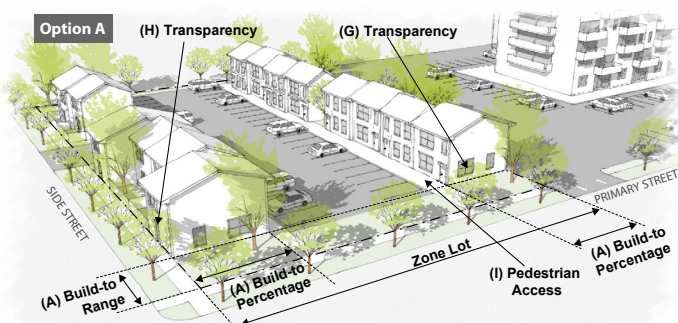 Option A
(H) Transparency
(G) Transparency
SIDE STREET
PRIMARY STREET
(A) Build-to
Percentage
Zone Lot
(A) Build-to
Range
(A) Build-to
Percentage
(I) Pedestrian
Access